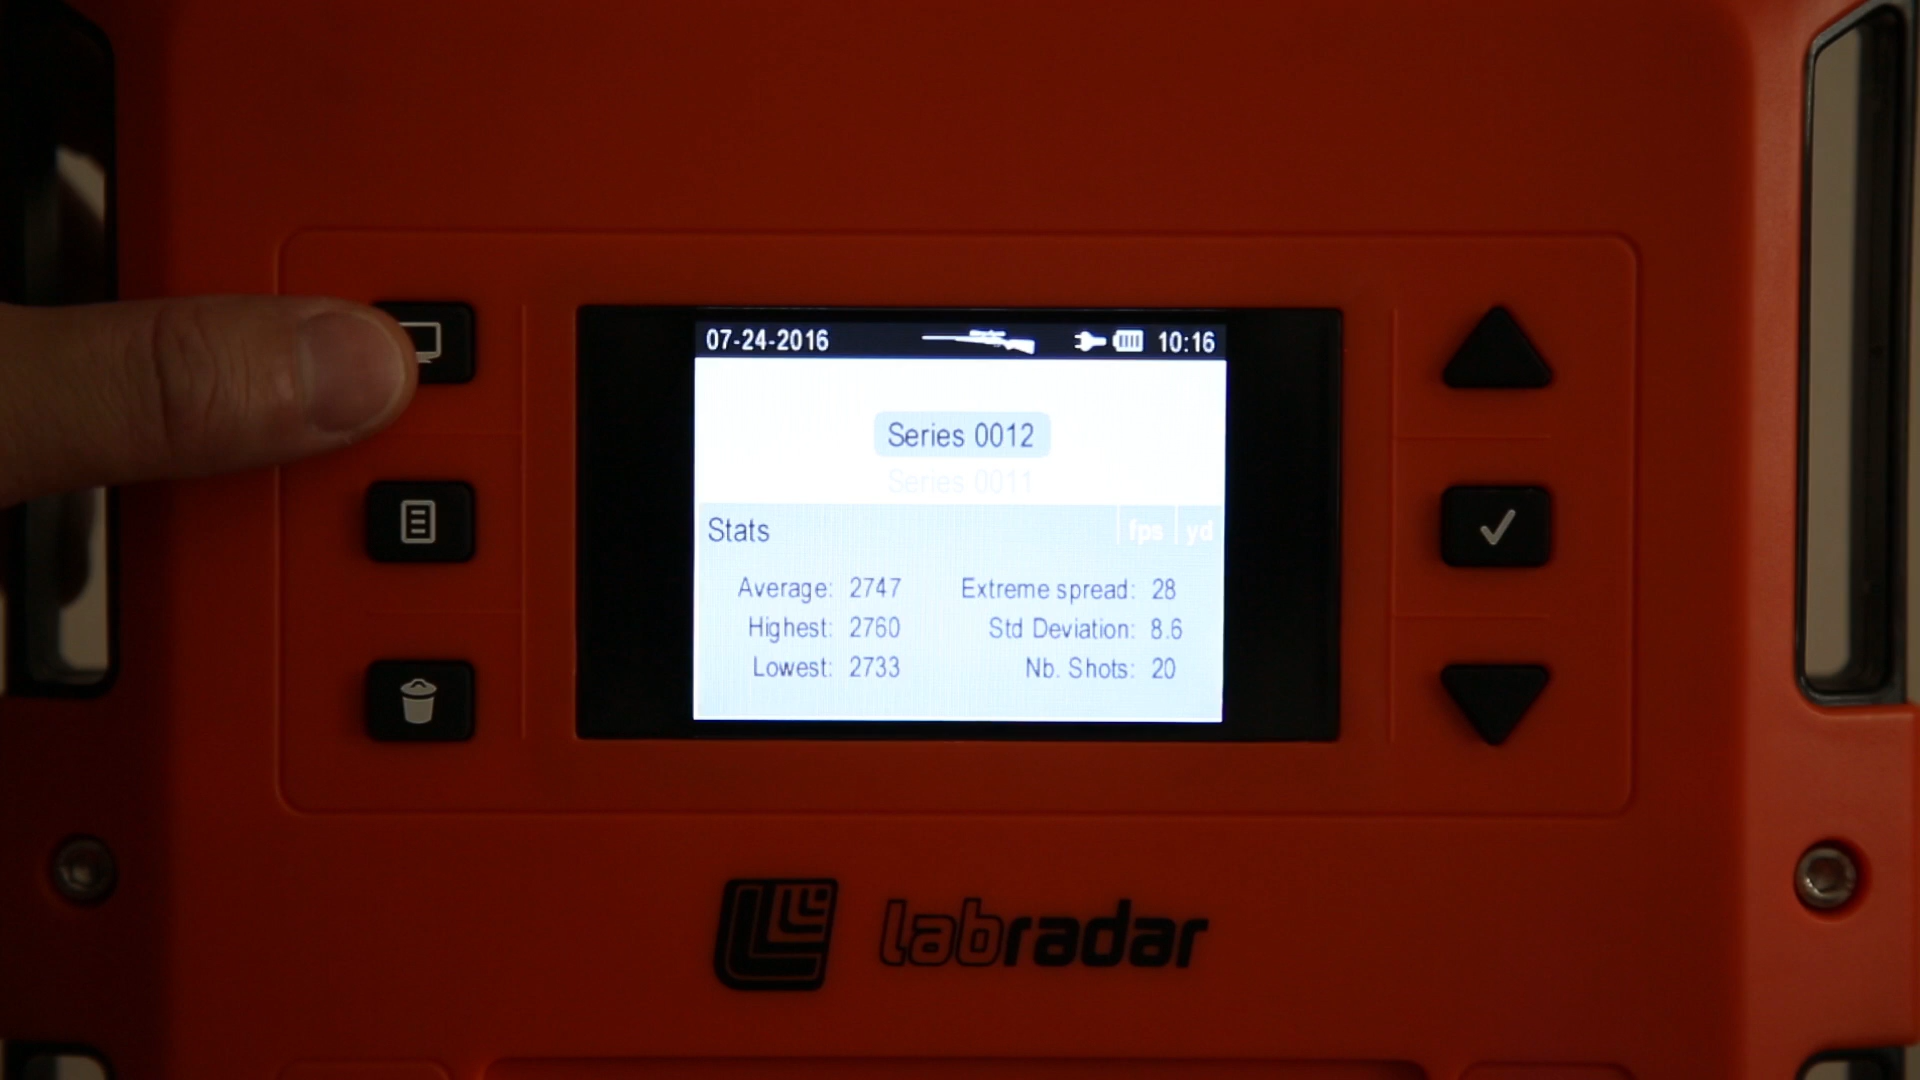 07-24-2016 10:16
Series 0012
Series 0011
Stats fps yd
Average: 2747 Extreme spread: 28
Highest: 2760 Std Deviation: 8.6
Lowest: 2733 Nb. Shots: 20
labradar